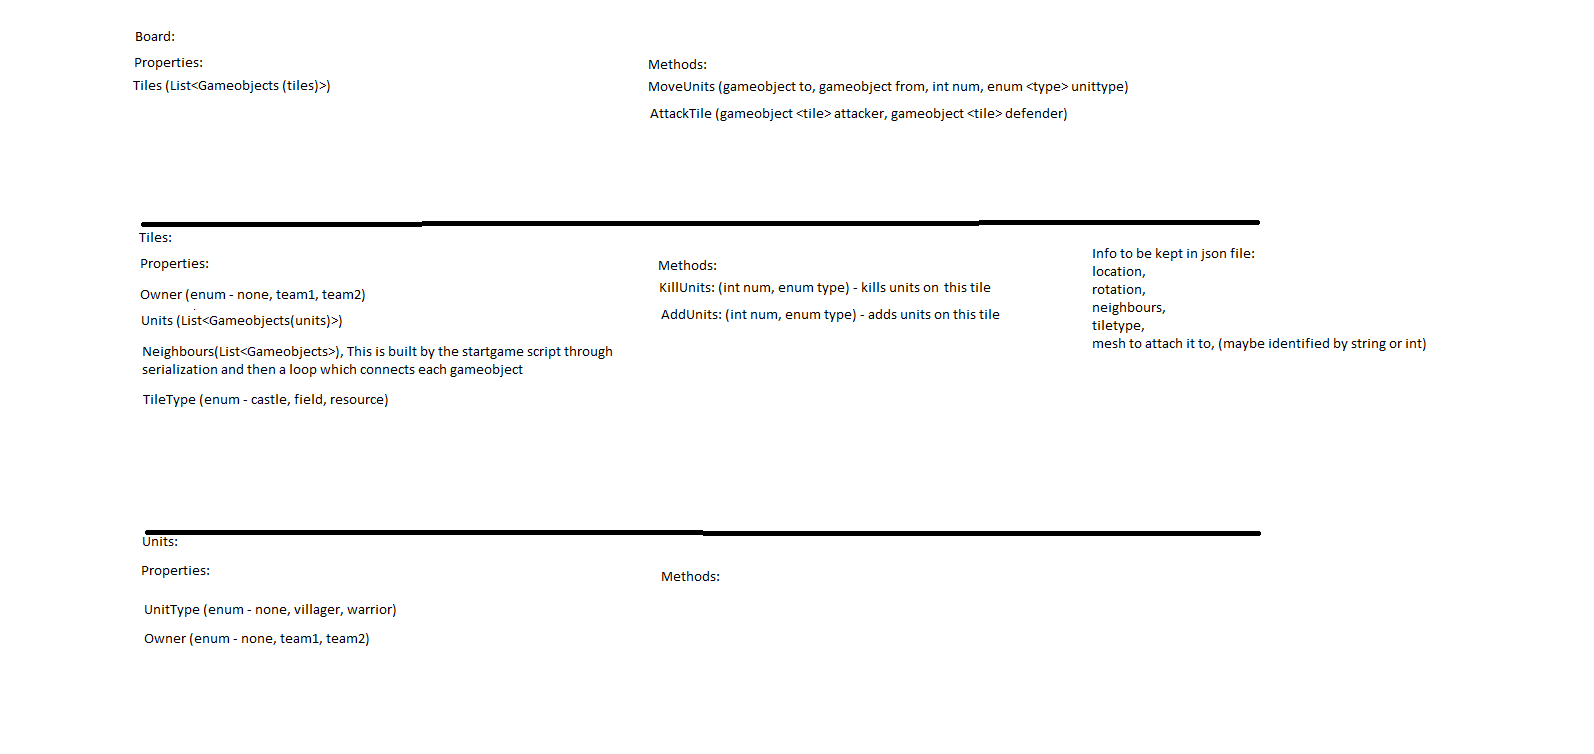 Board:
Properties:
Tiles (List<Gameobjects (tiles)>)
Methods:
MoveUnits (gameobject to, gameobject from, int num, enum <type> unittype)
AttackTile (gameobject <tile> attacker, gameobject <tile> defender)
Tiles:
Properties:
Owner (enum - none, team1, team2)
Units (List<Gameobjects(units)>)
Neighbours(List<Gameobjects>), This is built by the startgame script through
serialization and then a loop which connects each gameobject
TileType (enum - castle, field, resource)
Methods:
KillUnits: (int num, enum type) - kills units on this tile
AddUnits: (int num, enum type) - adds units on this tile
Info to be kept in json file:
location,
rotation,
neighbours,
tiletype,
mesh to attach it to, (maybe identified by string or int)
Units:
Properties:
UnitType (enum - none, villager, warrior)
Owner (enum - none, team1, team2)
Methods: